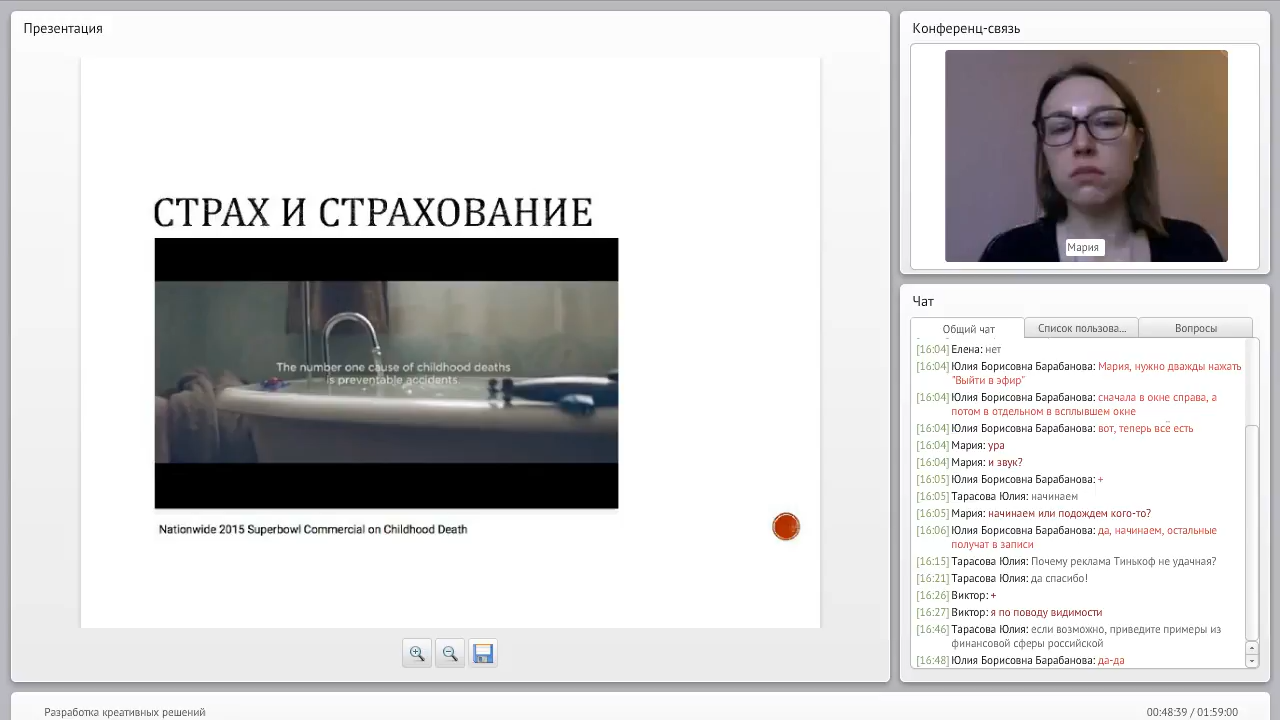 Презентация
СТРАХ И СТРАХОВАНИЕ
The number one cause of childhood deaths
is preventable accidents.
Nationwide 2015 Superbowl Commercial on Childhood Death
Конференц-связь
Мария
Чат
Общий чат
Список пользова...
Вопросы
[16:04] Елена: нет
[16:04] Юлия Борисовна Барабанова: Мария, нужно дважды нажать
"Выйти в эфир"
[16:04] Юлия Борисовна Барабанова: сначала в окне справа, а
потом в отдельном в всплывшем окне
[16:04] Юлия Борисовна Барабанова: вот, теперь всё есть
[16:04] Мария: ура
[16:04] Мария: и звук?
[16:05] Юлия Борисовна Барабанова: +
[16:05] Тарасова Юлия: начинаем
[16:05] Мария: начинаем или подождем кого-то?
[16:06] Юлия Борисовна Барабанова: да, начинаем, остальные
получат в записи
[16:15] Тарасова Юлия: Почему реклама Тинькоф не удачная?
[16:21] Тарасова Юлия: да спасибо!
[16:26] Виктор: +
[16:27] Виктор: я по поводу видимости
[16:46] Тарасова Юлия: если возможно, приведите примеры из
финансовой сферы российской
[16:48] Юлия Борисовна Барабанова: да-да
Разработка креативных решений
00:48:39 / 01:59:00